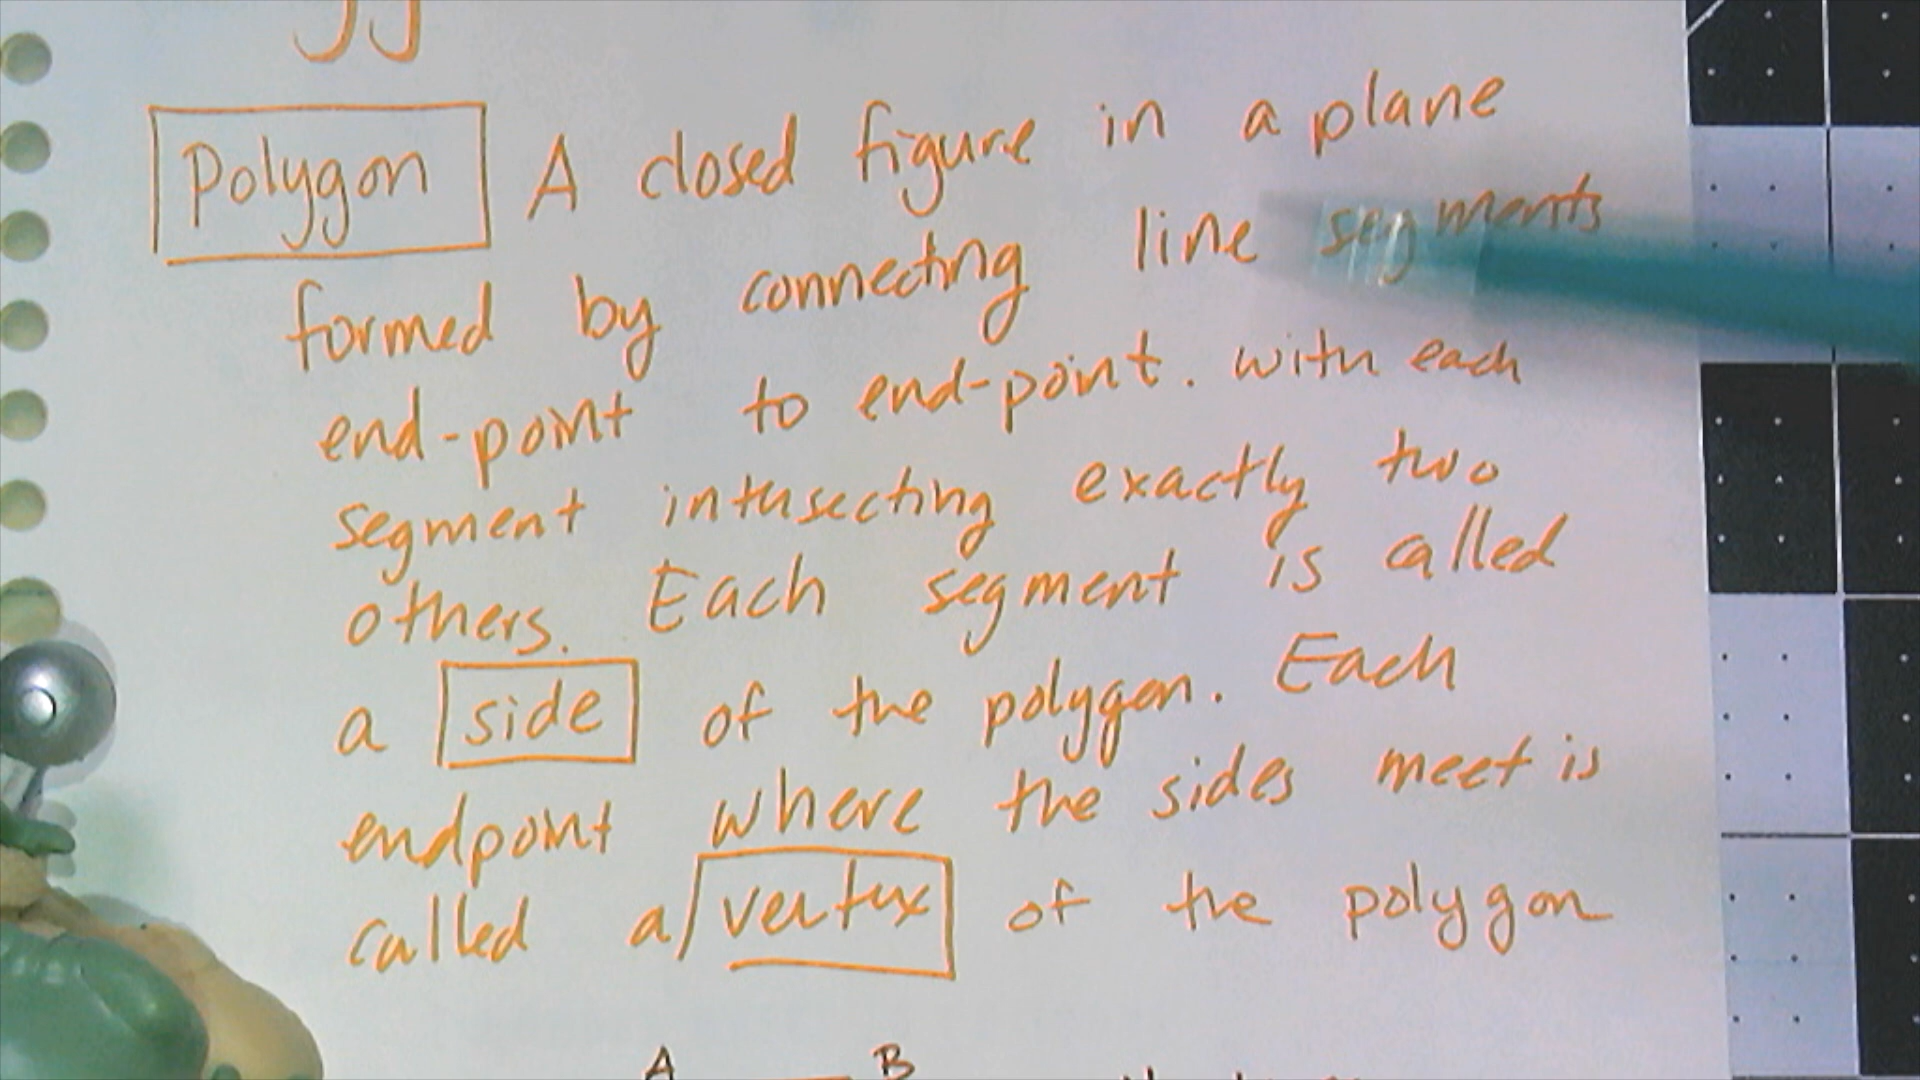 Polygon A closed figure in a plane
formed by connecting line segments
end-point to end-point. with each
segment intersecting exactly two
others. Each segment is called
a side of the polygon. Each
endpoint where the sides meet is
called a vertex of the polygon
A B